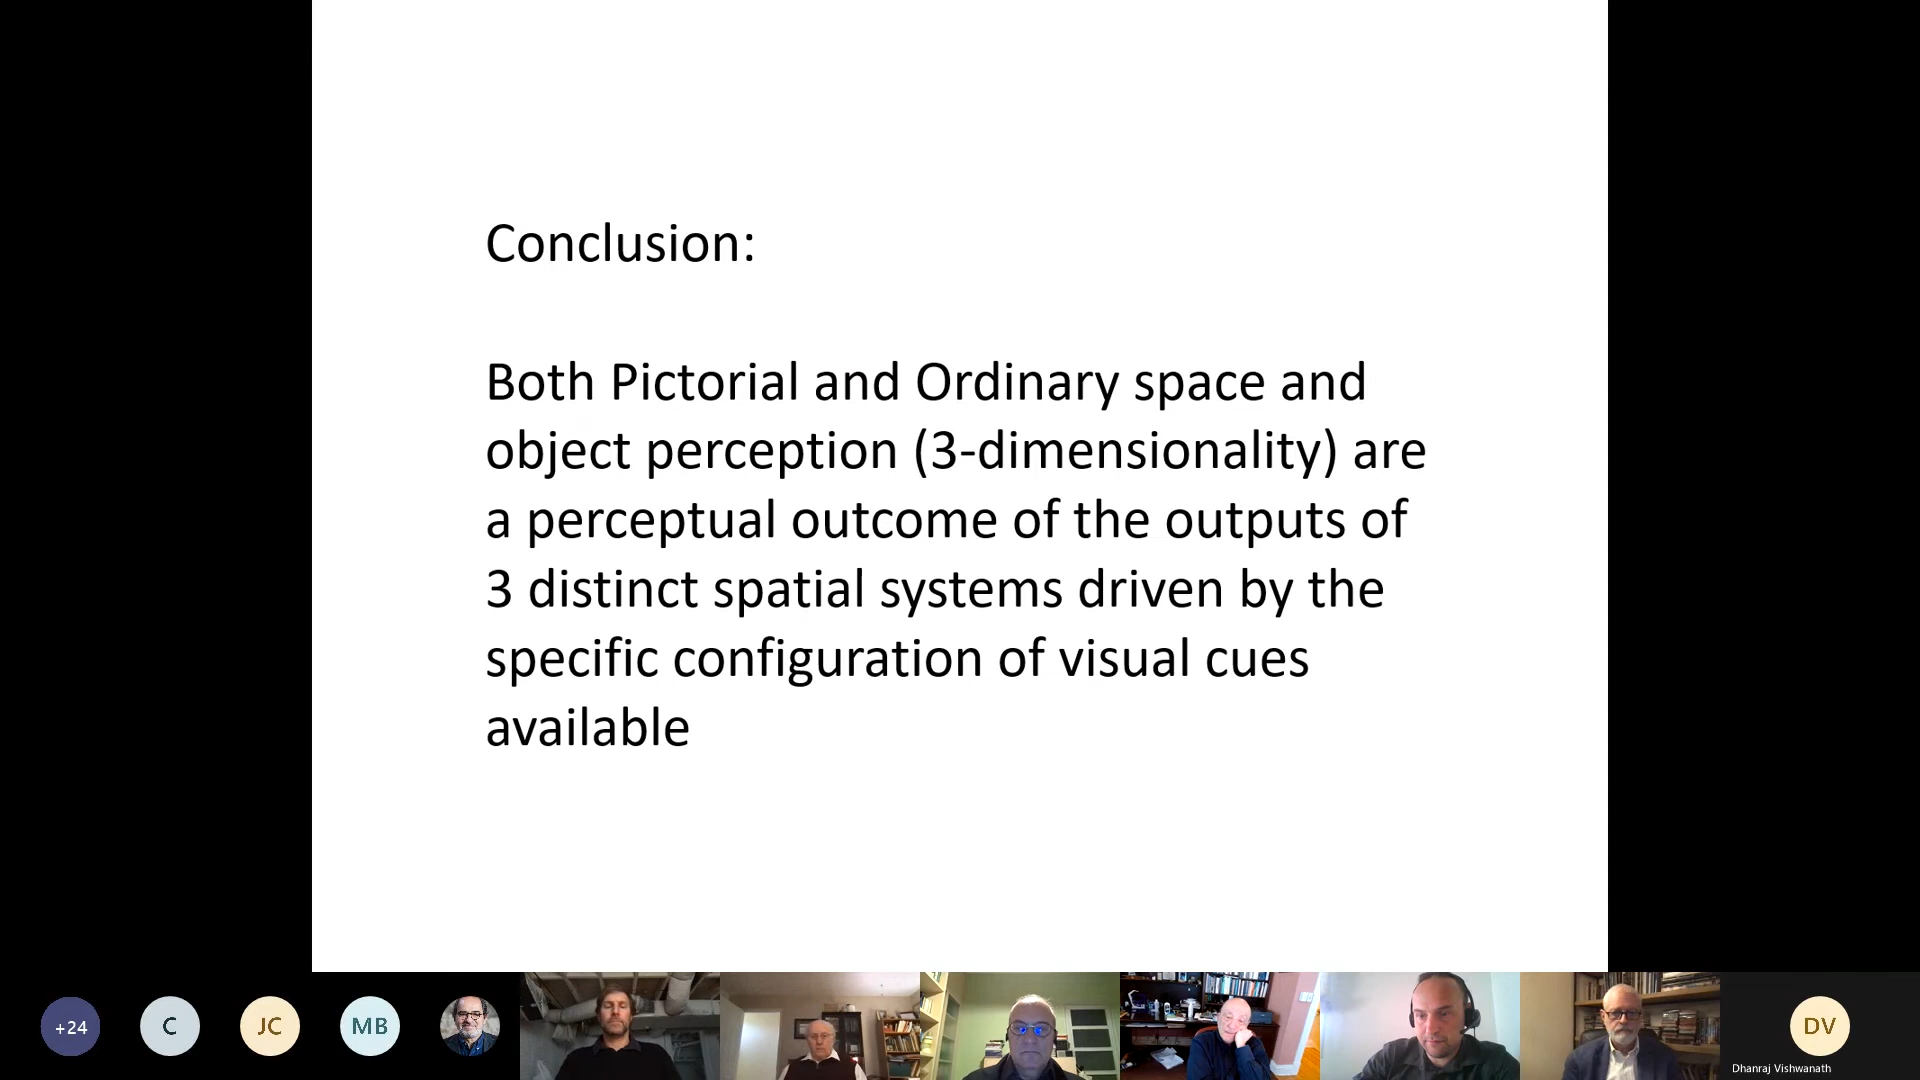 Conclusion:
Both Pictorial and Ordinary space and
object perception (3-dimensionality) are
a perceptual outcome of the outputs of
3 distinct spatial systems driven by the
specific configuration of visual cues
available
+24
C
JC
MB
DV
Dhanraj Vishwanath